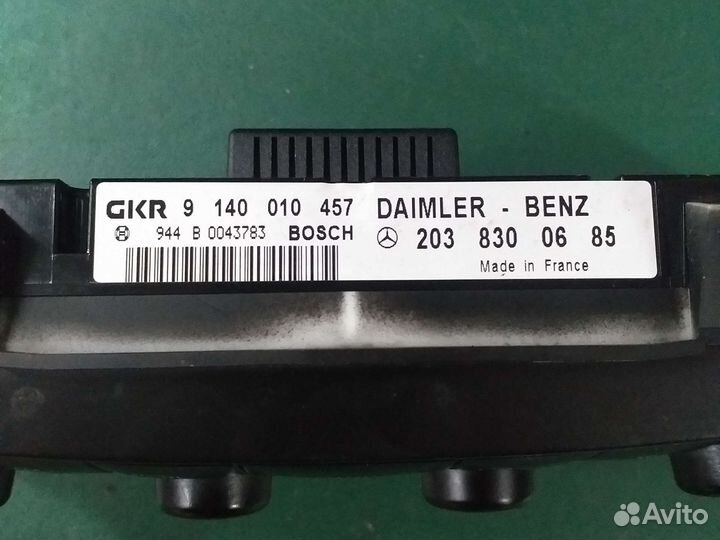 GKR 9 140 010 457 DAIMLER - BENZ
944 B 0043783 BOSCH 203 830 06 85
Made in France
Avito